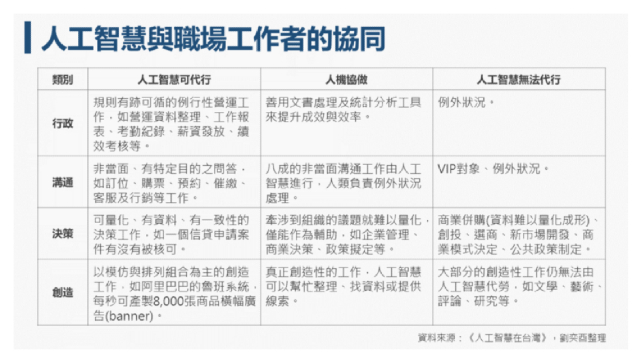 人工智慧與職場工作者的協同
類別
人工智慧可代行
人機協做
人工智慧無法代行
行政
規則有跡可循的例行性營運工
作，如營運資料整理、工作報
表、考勤紀錄、薪資發放、績
效考核等。
善用文書處理及統計分析工具
來提升成效與效率。
例外狀況。
溝通
非當面、有特定目的之問答，
如訂位、購票、預約、催繳、
客服及行銷等工作。
八成的非當面溝通工作由人工
智慧進行，人類負責例外狀況
處理。
VIP對象、例外狀況。
決策
可量化、有資料、有一致性的
決策工作，如一個信貸申請案
件有沒有被核可。
牽涉到組織的議題就難以量化，
僅能作為輔助，如企業管理、
商業決策、政策擬定等。
商業併購(資料難以量化成形)、
創投、選商、新市場開發、商
業模式決定、公共政策制定。
創造
以模仿與排列組合為主的創造
工作，如阿里巴巴的魯班系統，
每秒可產製8,000張商品橫幅廣
告(banner)。
真正創造性的工作，人工智慧
可以幫忙整理、找資料或提供
線索。
大部分的創造性工作仍無法由
人工智慧代勞，如文學、藝術、
評論、研究等。
資料來源：《人工智慧在台灣》，劉奕酉整理